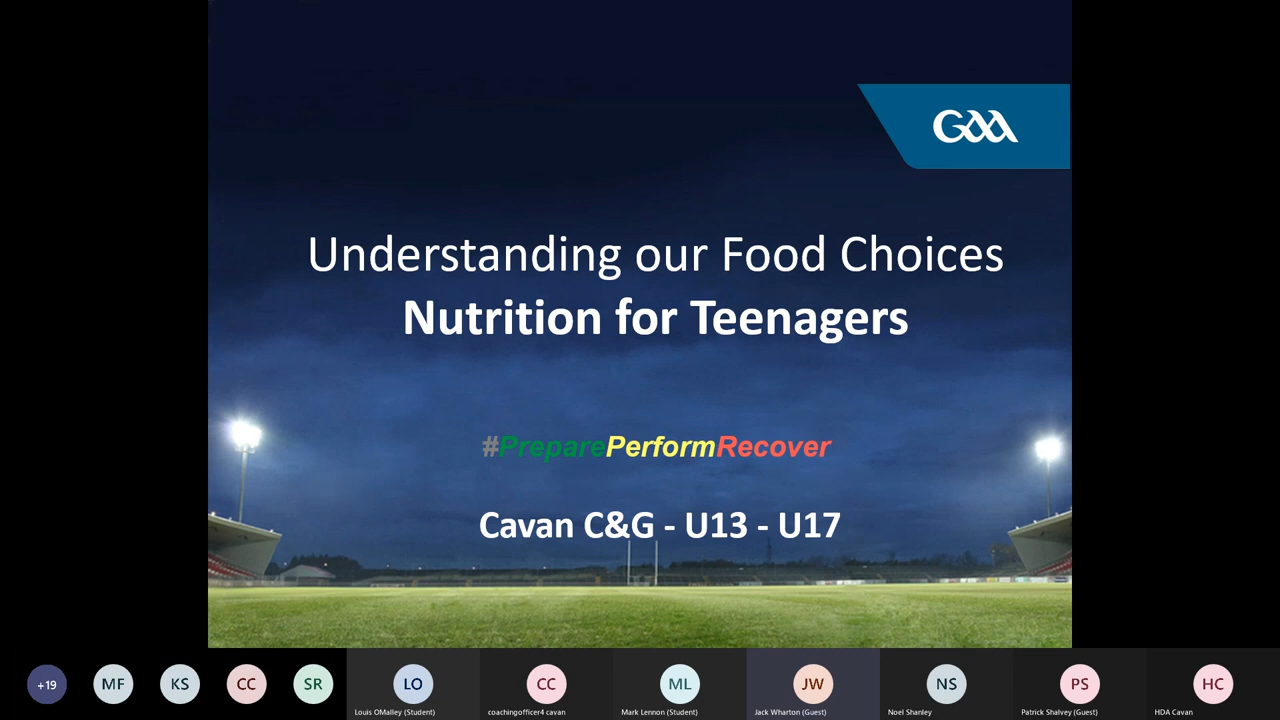 GAA
Understanding our Food Choices
Nutrition for Teenagers
#PreparePerformRecover
Cavan C&G - U13 - U17
+19
MF
KS
CC
SR
LO
CC
ML
JW
NS
PS
HC
Louis OMalley (Student)
coachingofficer4 cavan
Mark Lennon (Student)
Jack Wharton (Guest)
Noel Shanley
Patrick Shalvey (Guest)
HDA Cavan